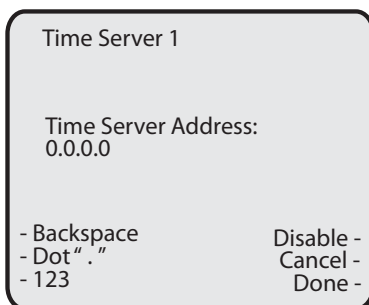 Time Server 1
Time Server Address:
0.0.0.0
- Backspace
Disable -
- Dot " . "
Cancel -
- 123
Done -